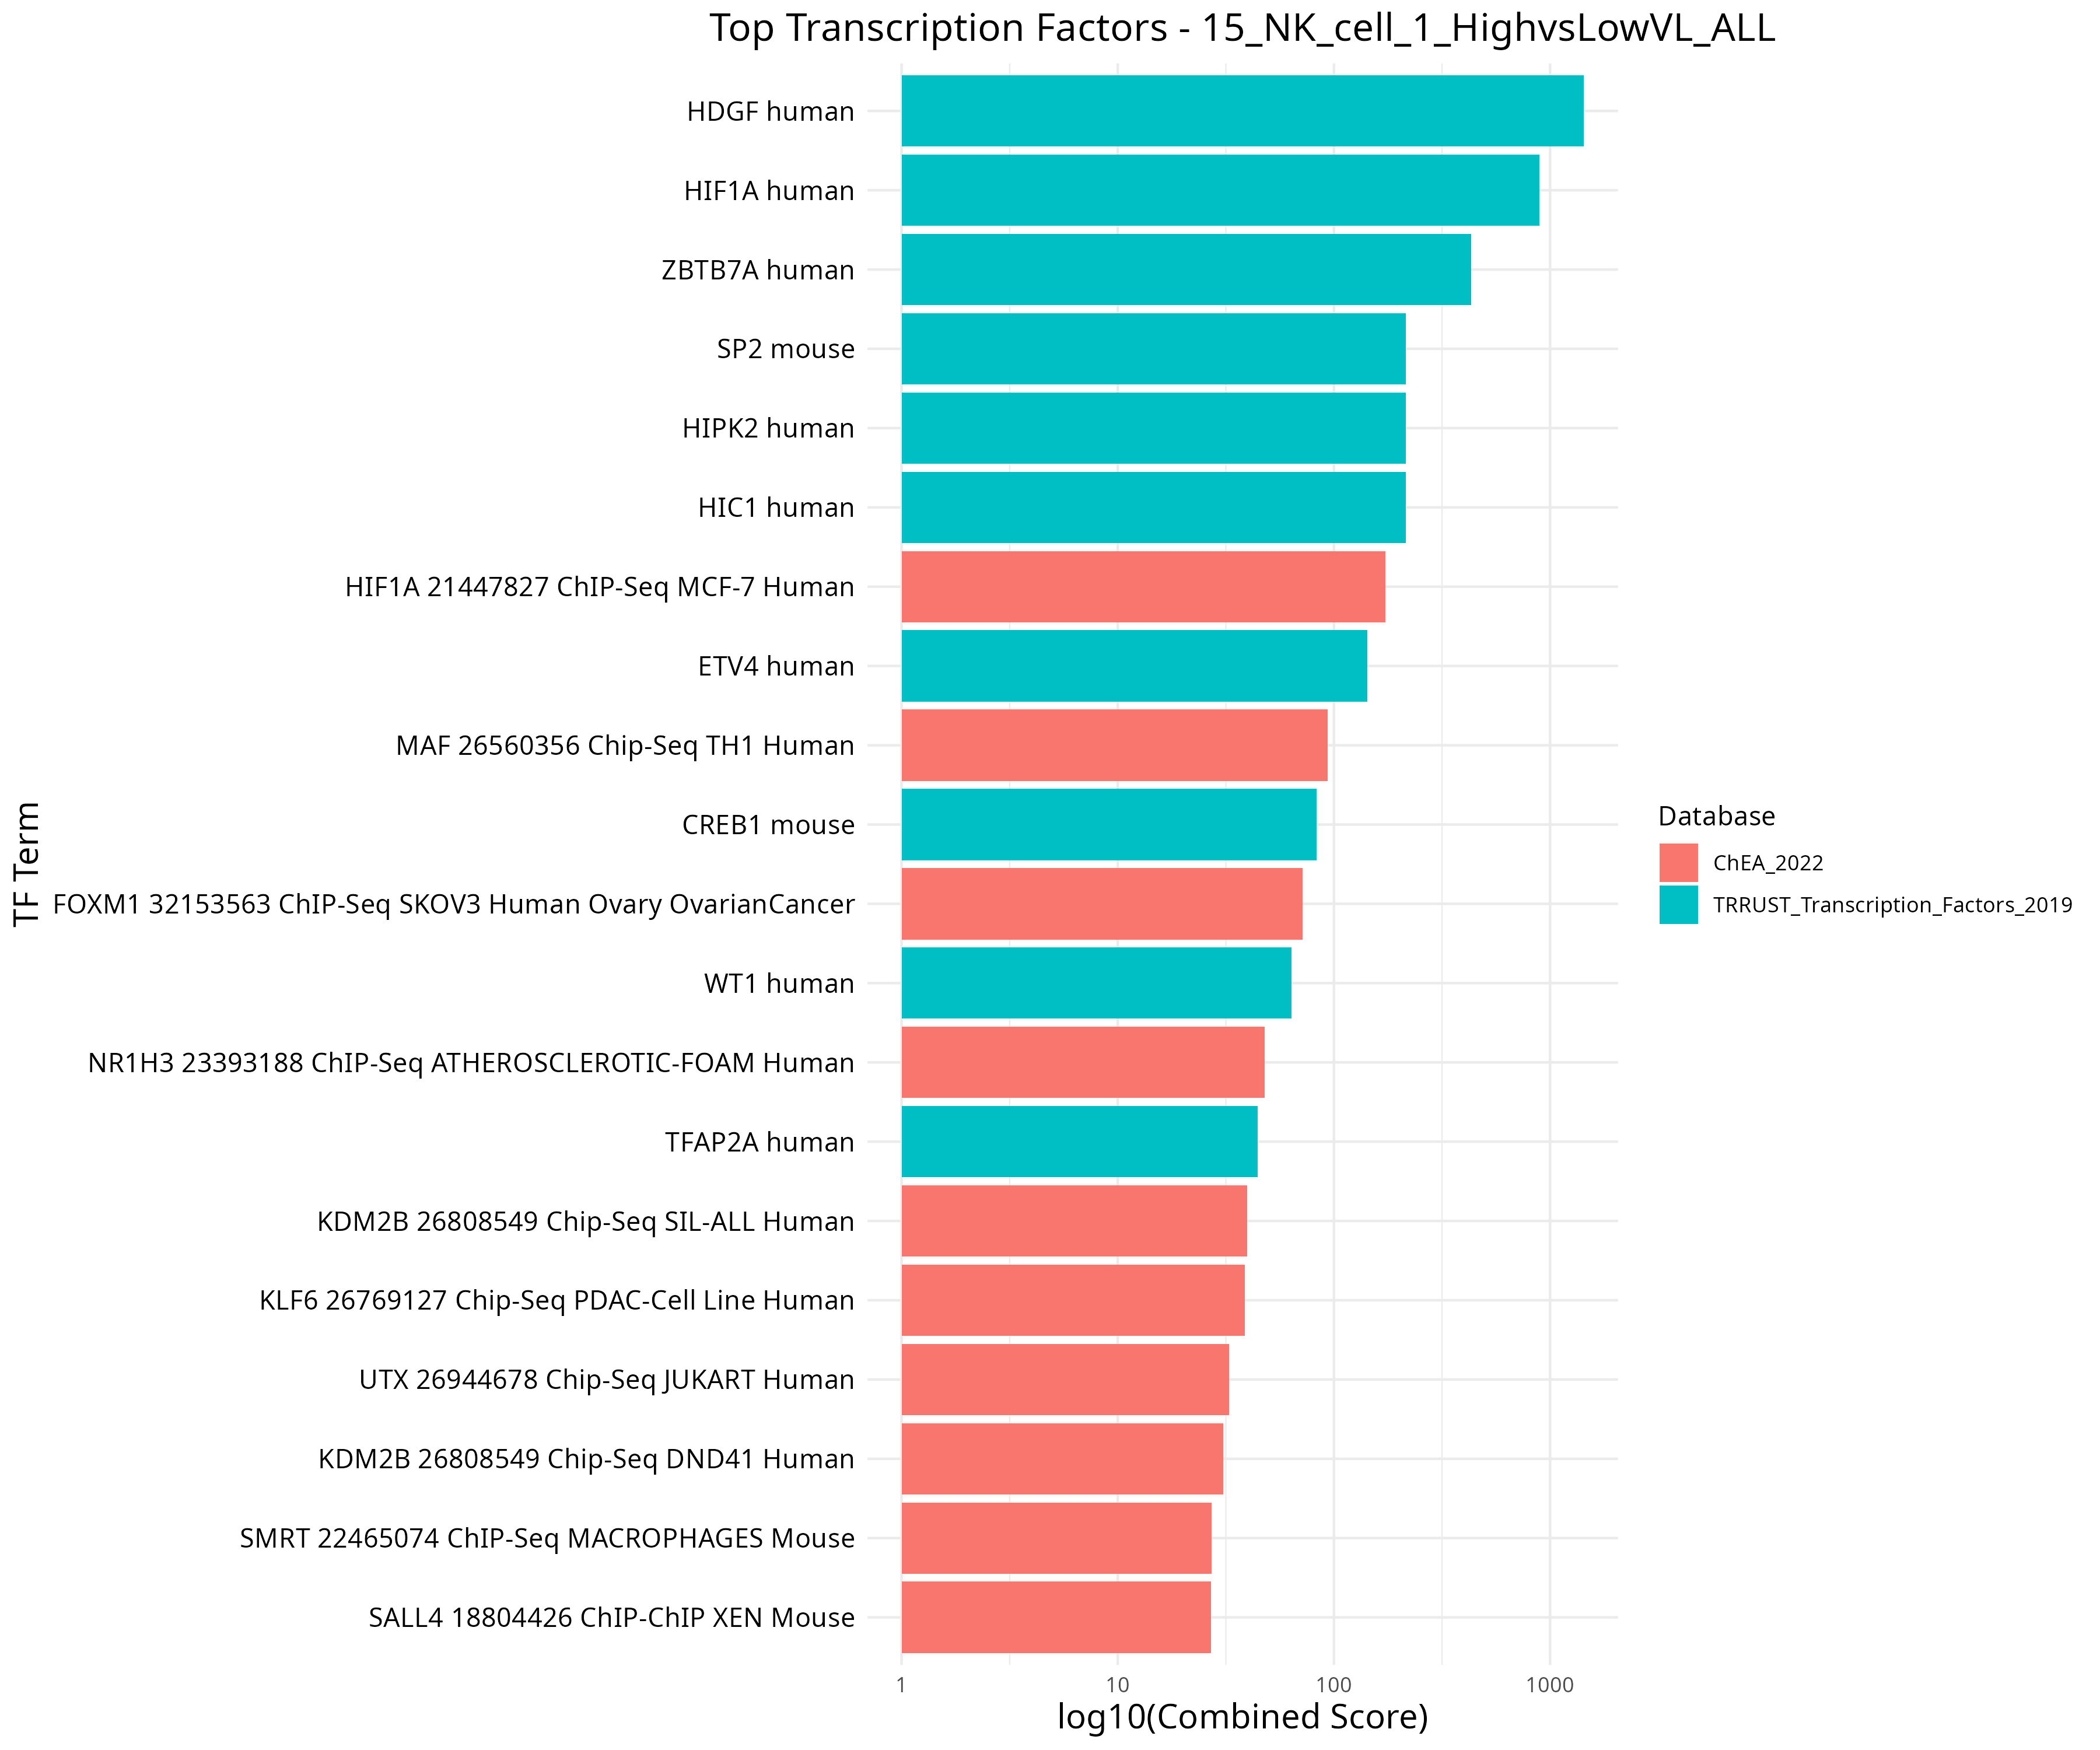 Top Transcription Factors - 15_NK_cell_1_HighvsLowVL_ALL
TF Term
HDGF human
HIF1A human
ZBTB7A human
SP2 mouse
HIPK2 human
HIC1 human
HIF1A 21447827 ChIP-Seq MCF-7 Human
ETV4 human
MAF 26560356 Chip-Seq TH1 Human
CREB1 mouse
FOXM1 32153563 ChIP-Seq SKOV3 Human Ovary OvarianCancer
WT1 human
NR1H3 23393188 ChIP-Seq ATHEROSCLEROTIC-FOAM Human
TFAP2A human
KDM2B 26808549 Chip-Seq SIL-ALL Human
KLF6 26769127 Chip-Seq PDAC-Cell Line Human
UTX 26944678 Chip-Seq JUKART Human
KDM2B 26808549 Chip-Seq DND41 Human
SMRT 22465074 ChIP-Seq MACROPHAGES Mouse
SALL4 18804426 ChIP-ChIP XEN Mouse
1 10 100 1000
log10(Combined Score)
Database
ChEA_2022
TRRUST_Transcription_Factors_2019